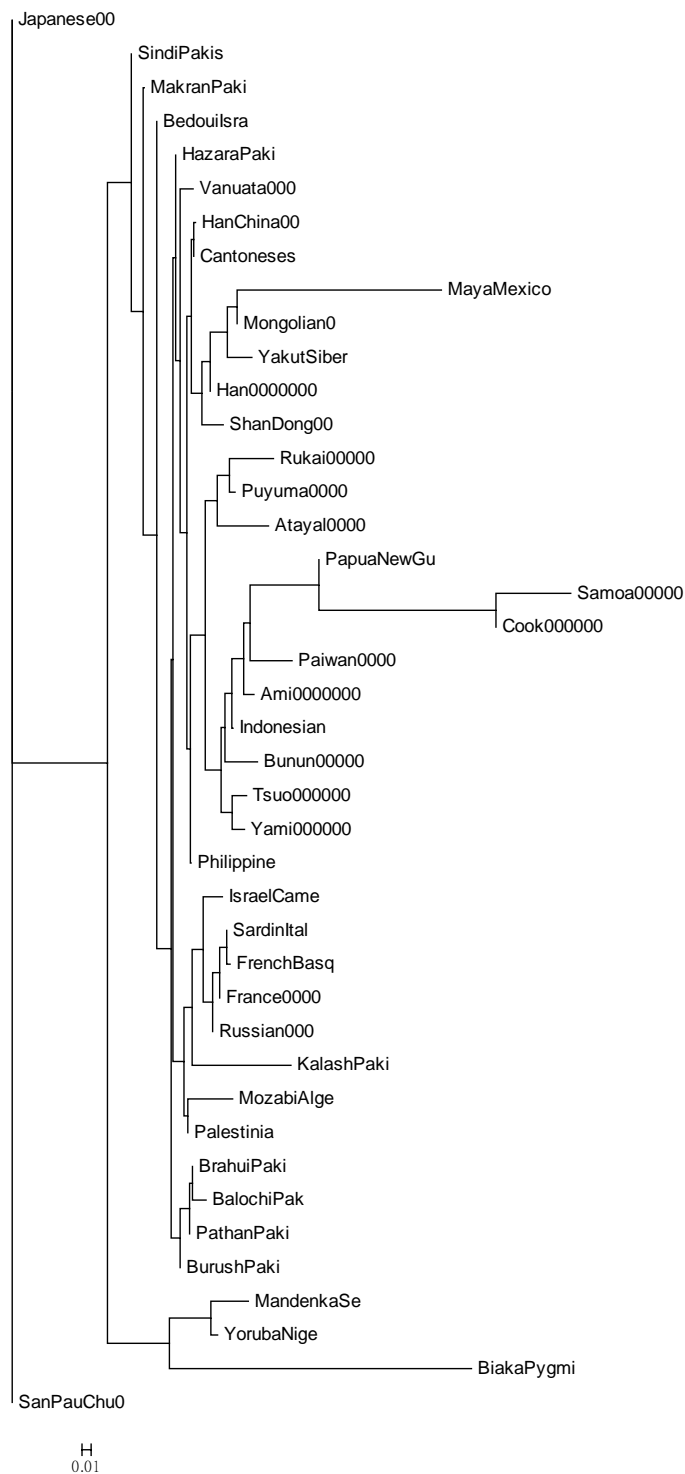 Japanese00
SindiPakis
MakranPaki
BedouiIsra
HazaraPaki
Vanuata000
HanChina00
Cantoneses
MayaMexico
Mongolian0
YakutSiber
Han0000000
ShanDong00
Rukai00000
Puyuma0000
Atayal0000
PapuaNewGu
Samoa00000
Cook000000
Paiwan0000
Ami0000000
Indonesian
Bunun00000
Tsuo000000
Yami000000
Philippine
IsraelCame
SardinItal
FrenchBasq
France0000
Russian000
KalashPaki
MozabiAlge
Palestinia
BrahuiPaki
BalochiPak
PathanPaki
BurushPaki
MandenkaSe
YorubaNige
BiakaPygmi
SanPauChu0
0.01